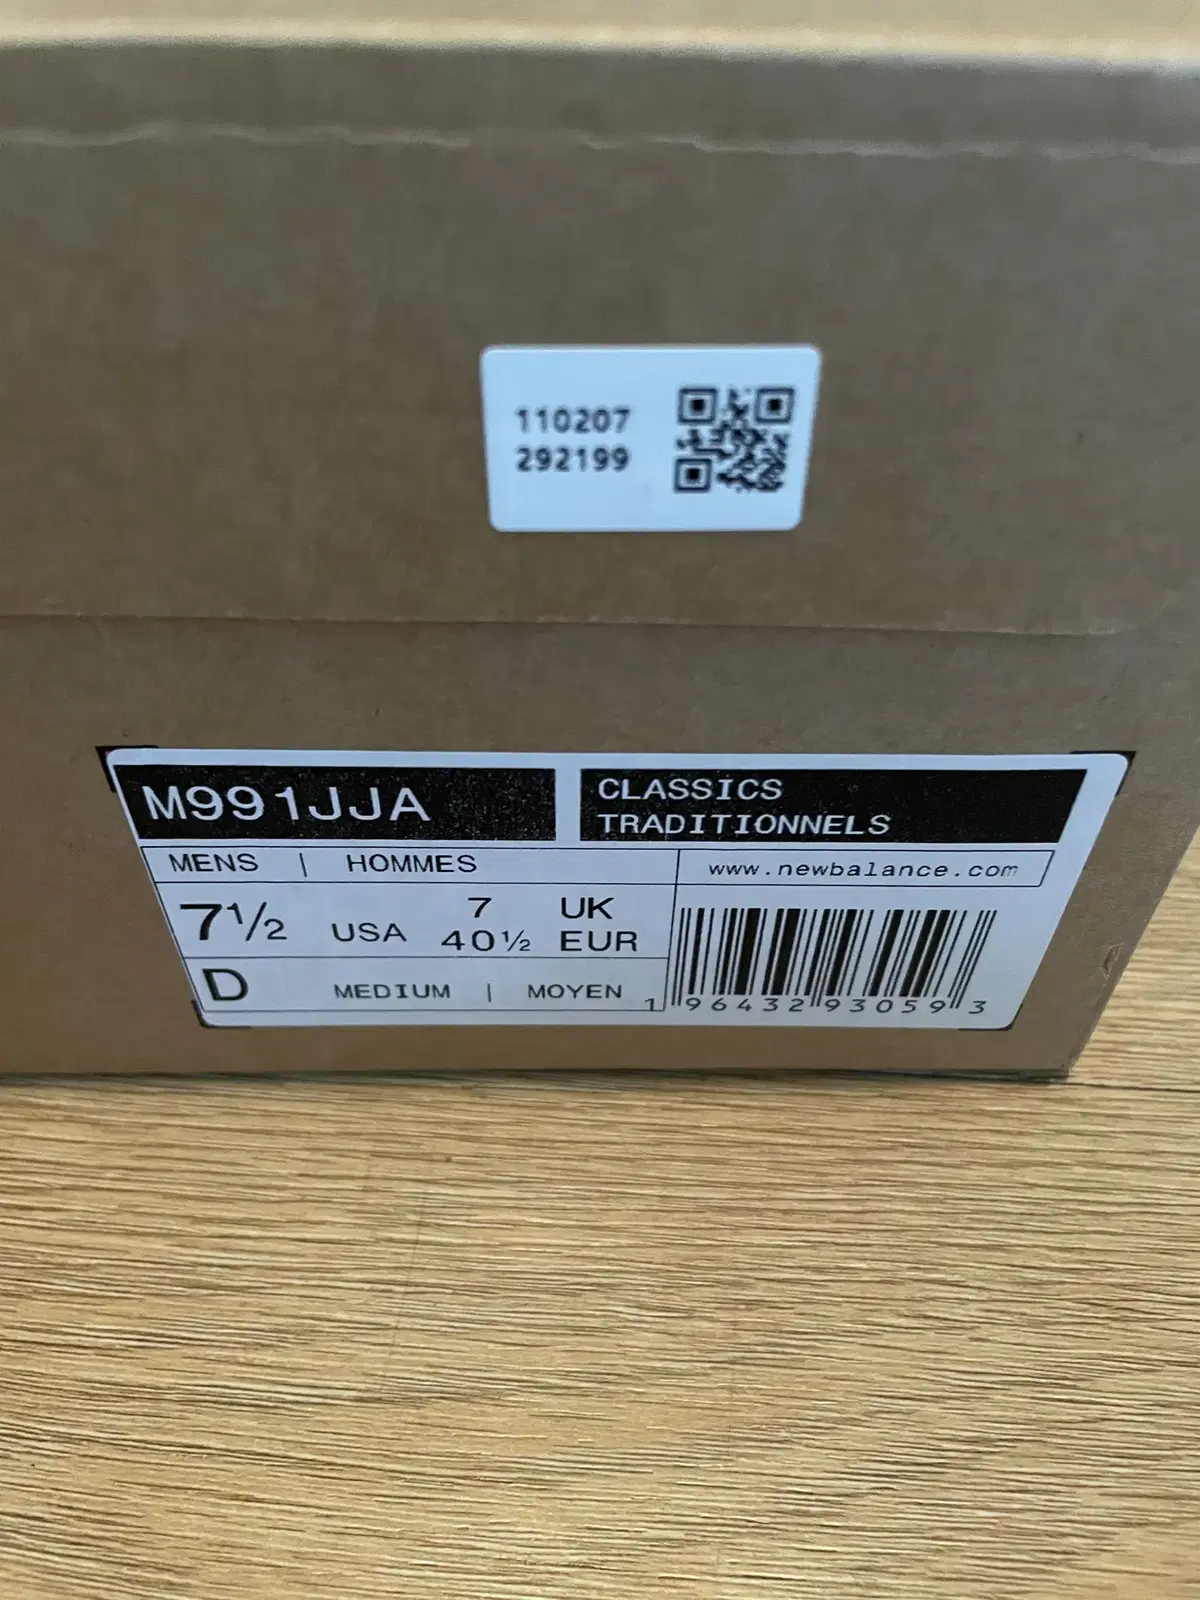 110207
292199
M991JJA
CLASSICS
TRADITIONNELS
MENS | HOMMES
www.newbalance.com
7½ USA
7 UK
40½ EUR
D MEDIUM | MOYEN
1 96432 93059 3